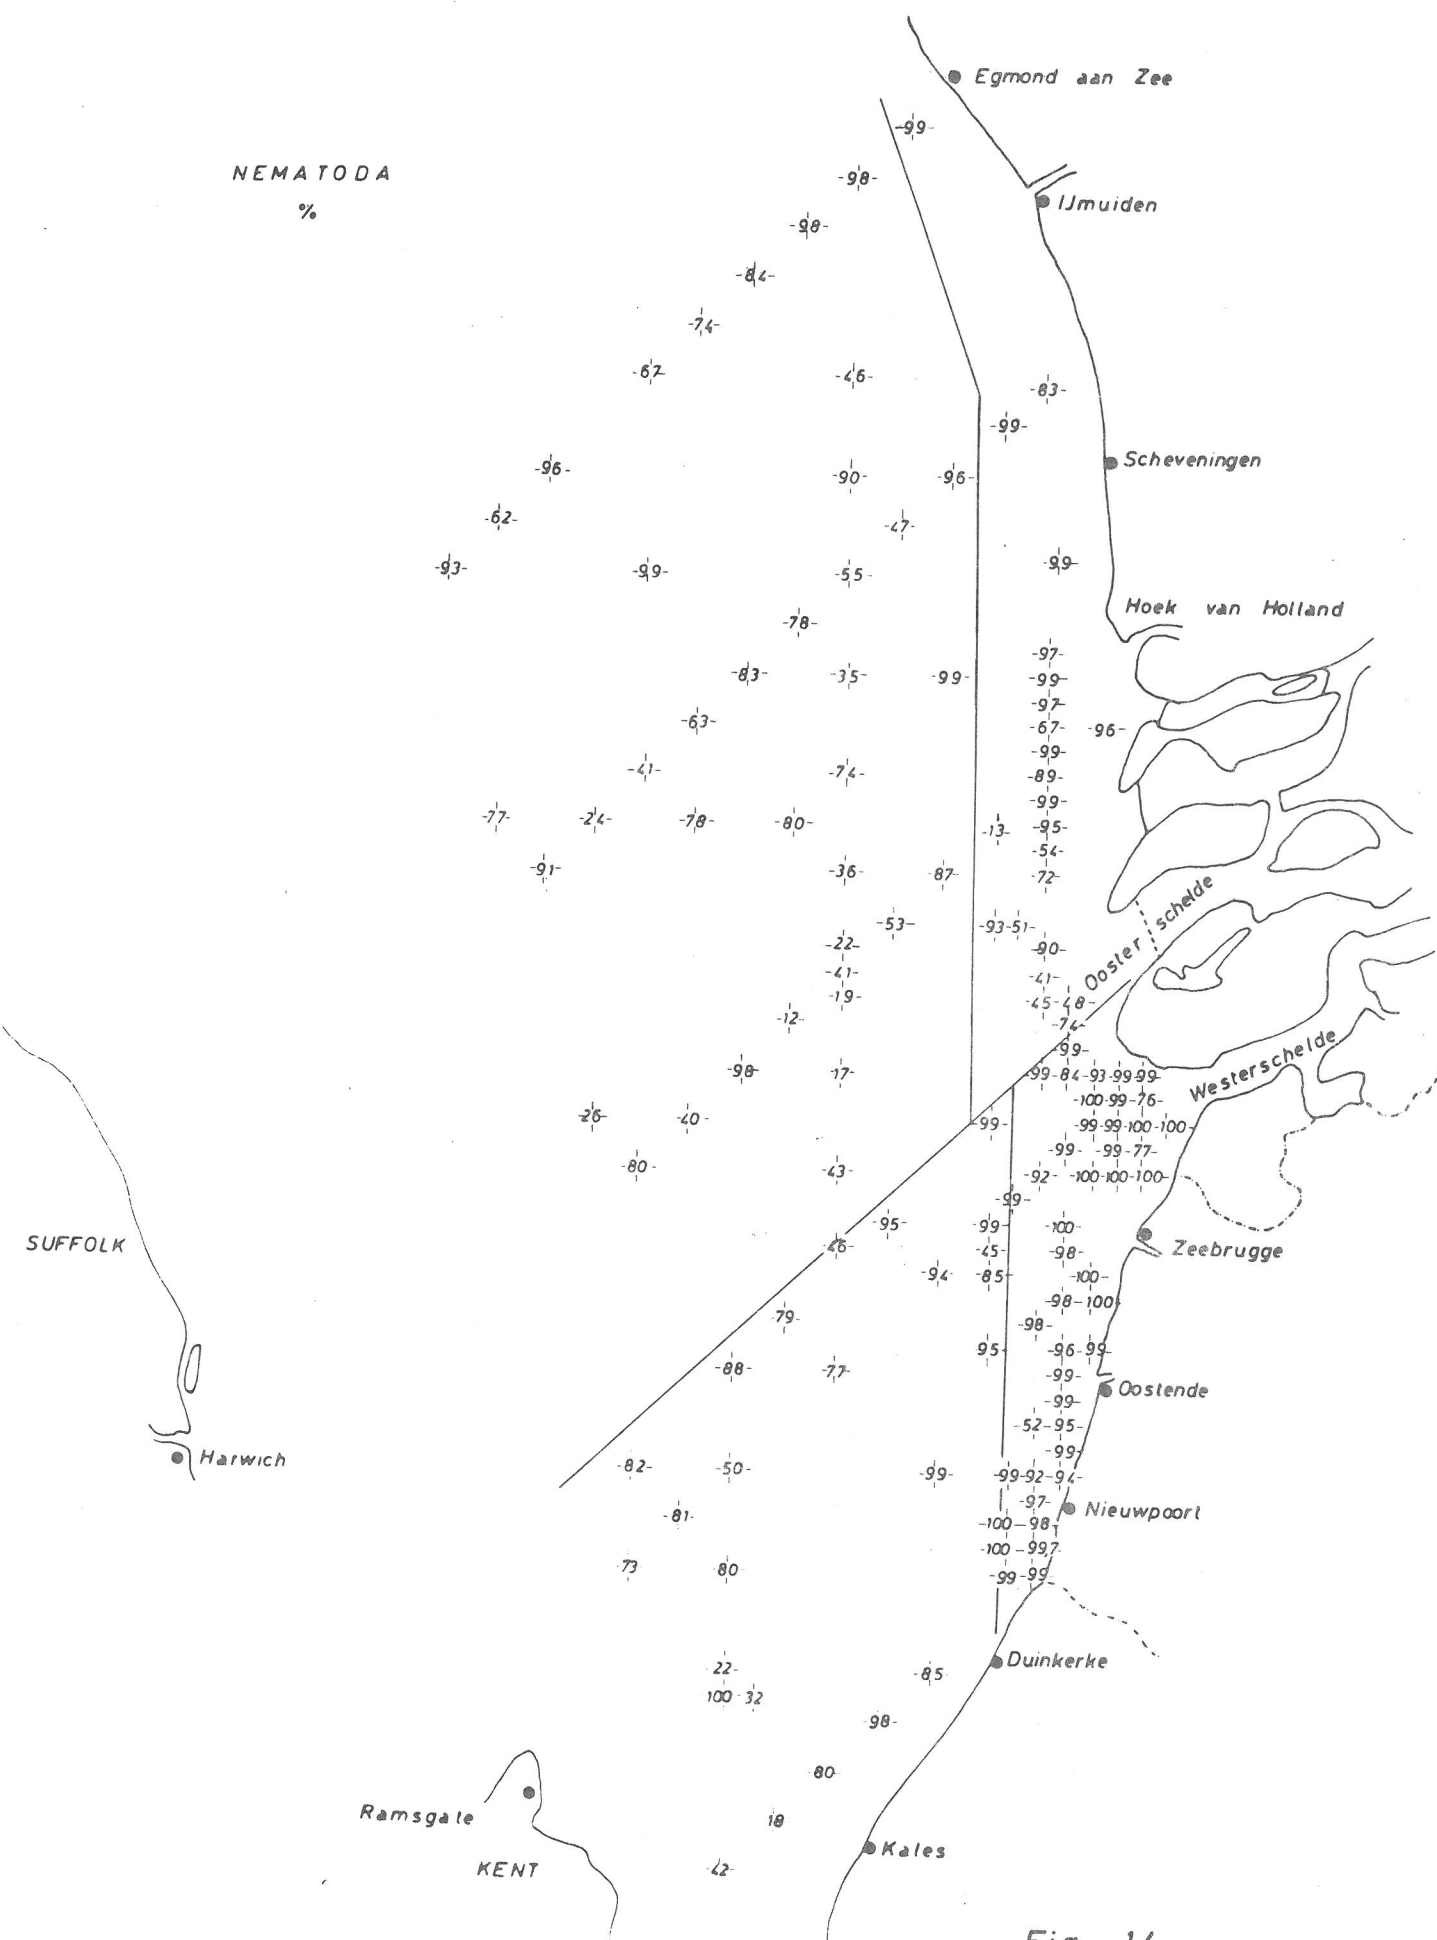 Egmond aan Zee
-99-
NEMATODA
%
-98-
IJmuiden
-98-
-84-
-74-
-67- -46- -83-
-99-
Scheveningen
-96- -90- -96-
-62- -47-
-93- -99- -55- -99-
Hoek van Holland
-78-
-97-
-83- -35- -99- -99-
-97-
-63- -67- -96-
-99-
-41- -74- -89-
-99-
-77- -24- -78- -80- -13- -95-
-54-
-91- -36- -87- -72-
Ooster schelde
-53- -93-51-
-22- -90-
-41- -41-
-19- -45-48-
-12- -74-
-99-
Westerschelde
-98- -17- -99-84-93-99-99-
-100-99-76-
-26- -40- -99- -99-99-100-100-
-99- -99-77-
-80- -43- -92- -100-100-100-
-99-
-95- -99- -100-
SUFFOLK -46- -45- -98- Zeebrugge
-94- -85- -100-
-98-100
-79- -98-
95- -96-99-
-88- -77- -99-
Oostende
-99-
-52-95-
-99-
Harwich
-82- -50- -99- -99-92-94-
-97-
-81- Nieuwpoort
-100-98-
-100-997
73 -80- -99-99-
Duinkerke
22- -85-
100-32
-98-
80-
Ramsgate 18
Kales
KENT -42-